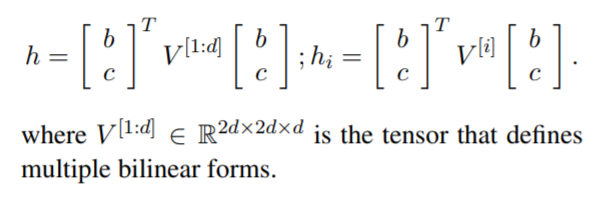 h = [ b c ]^T V^{[1:d]} [ b c ] ; h_i = [ b c ]^T V^{[i]} [ b c ] .
where V^{[1:d]} ∈ ℝ^{2d×2d×d} is the tensor that defines
multiple bilinear forms.